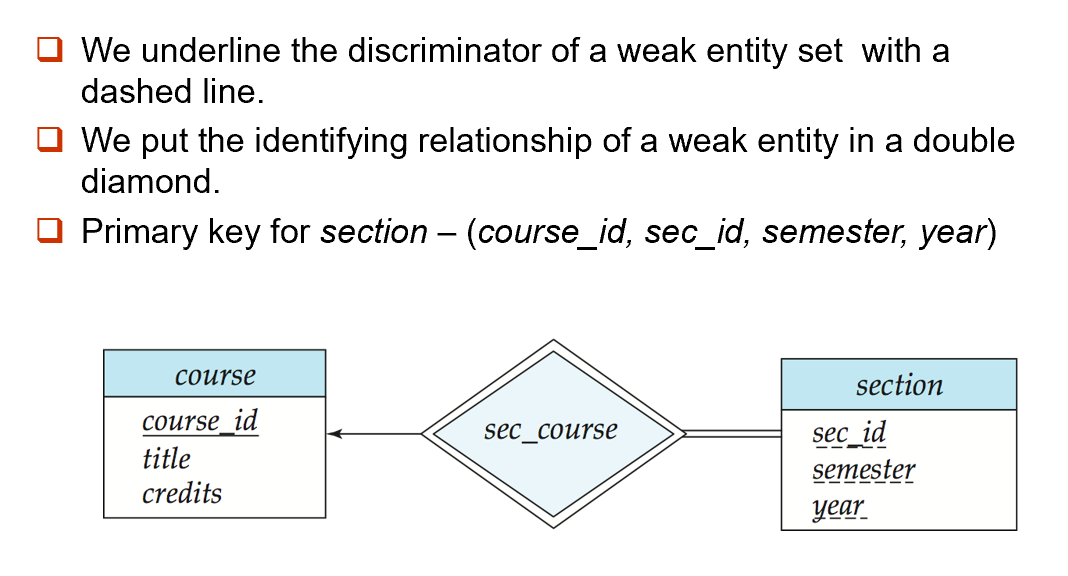 We underline the discriminator of a weak entity set with a
dashed line.
We put the identifying relationship of a weak entity in a double
diamond.
Primary key for section – (course_id, sec_id, semester, year)
course
course_id
title
credits
sec_course
section
sec_id
semester
year